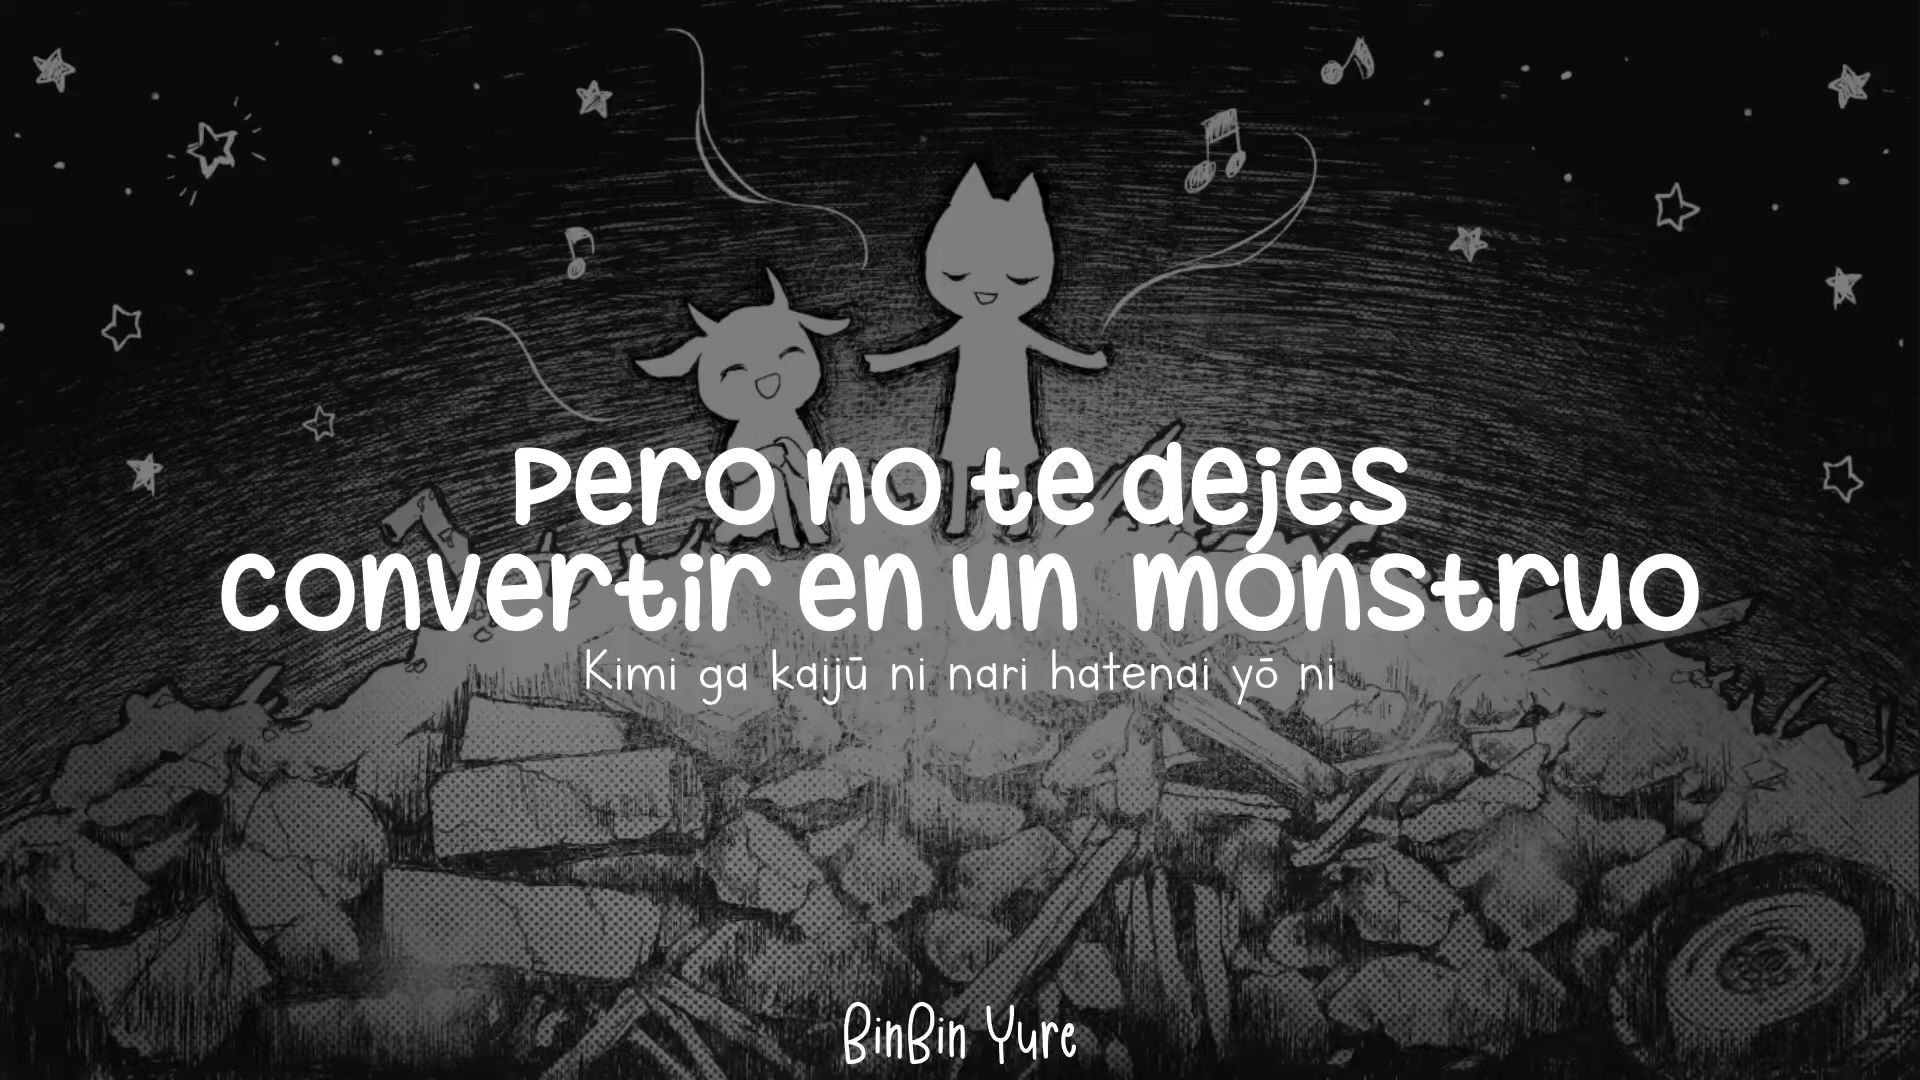 Pero no te dejes
convertir en un monstruo
Kimi ga kaijū ni nari hatenai yō ni
BinBin Yure